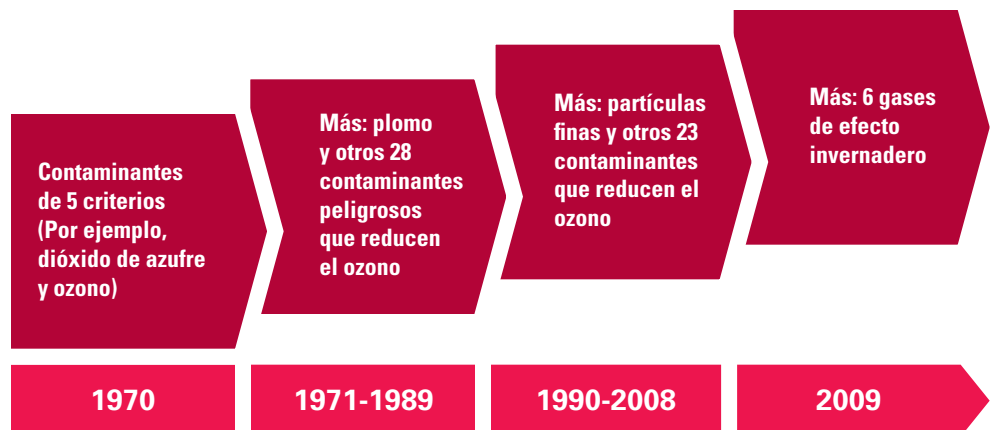 Contaminantes
de 5 criterios
(Por ejemplo,
dióxido de azufre
y ozono)
Más: plomo
y otros 28
contaminantes
peligrosos
que reducen
el ozono
Más: partículas
finas y otros 23
contaminantes
que reducen el
ozono
Más: 6 gases
de efecto
invernadero
1970
1971-1989
1990-2008
2009